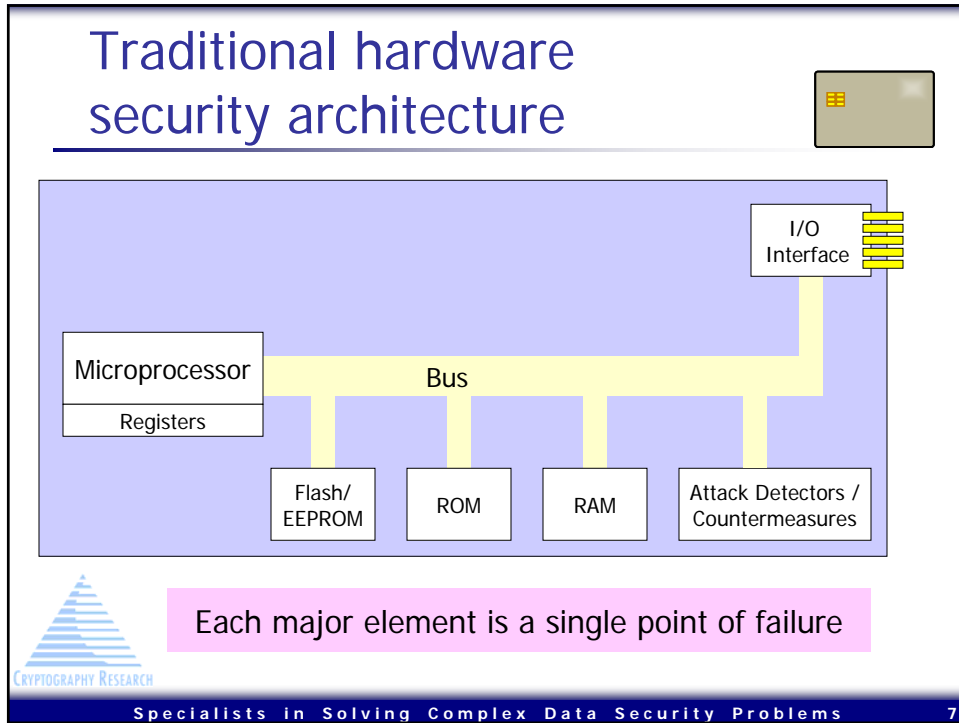 Traditional hardware
security architecture
I/O
Interface
Microprocessor
Registers
Bus
Flash/
EEPROM
ROM
RAM
Attack Detectors /
Countermeasures
Each major element is a single point of failure
CRYPTOGRAPHY RESEARCH
Specialists in Solving Complex Data Security Problems 7